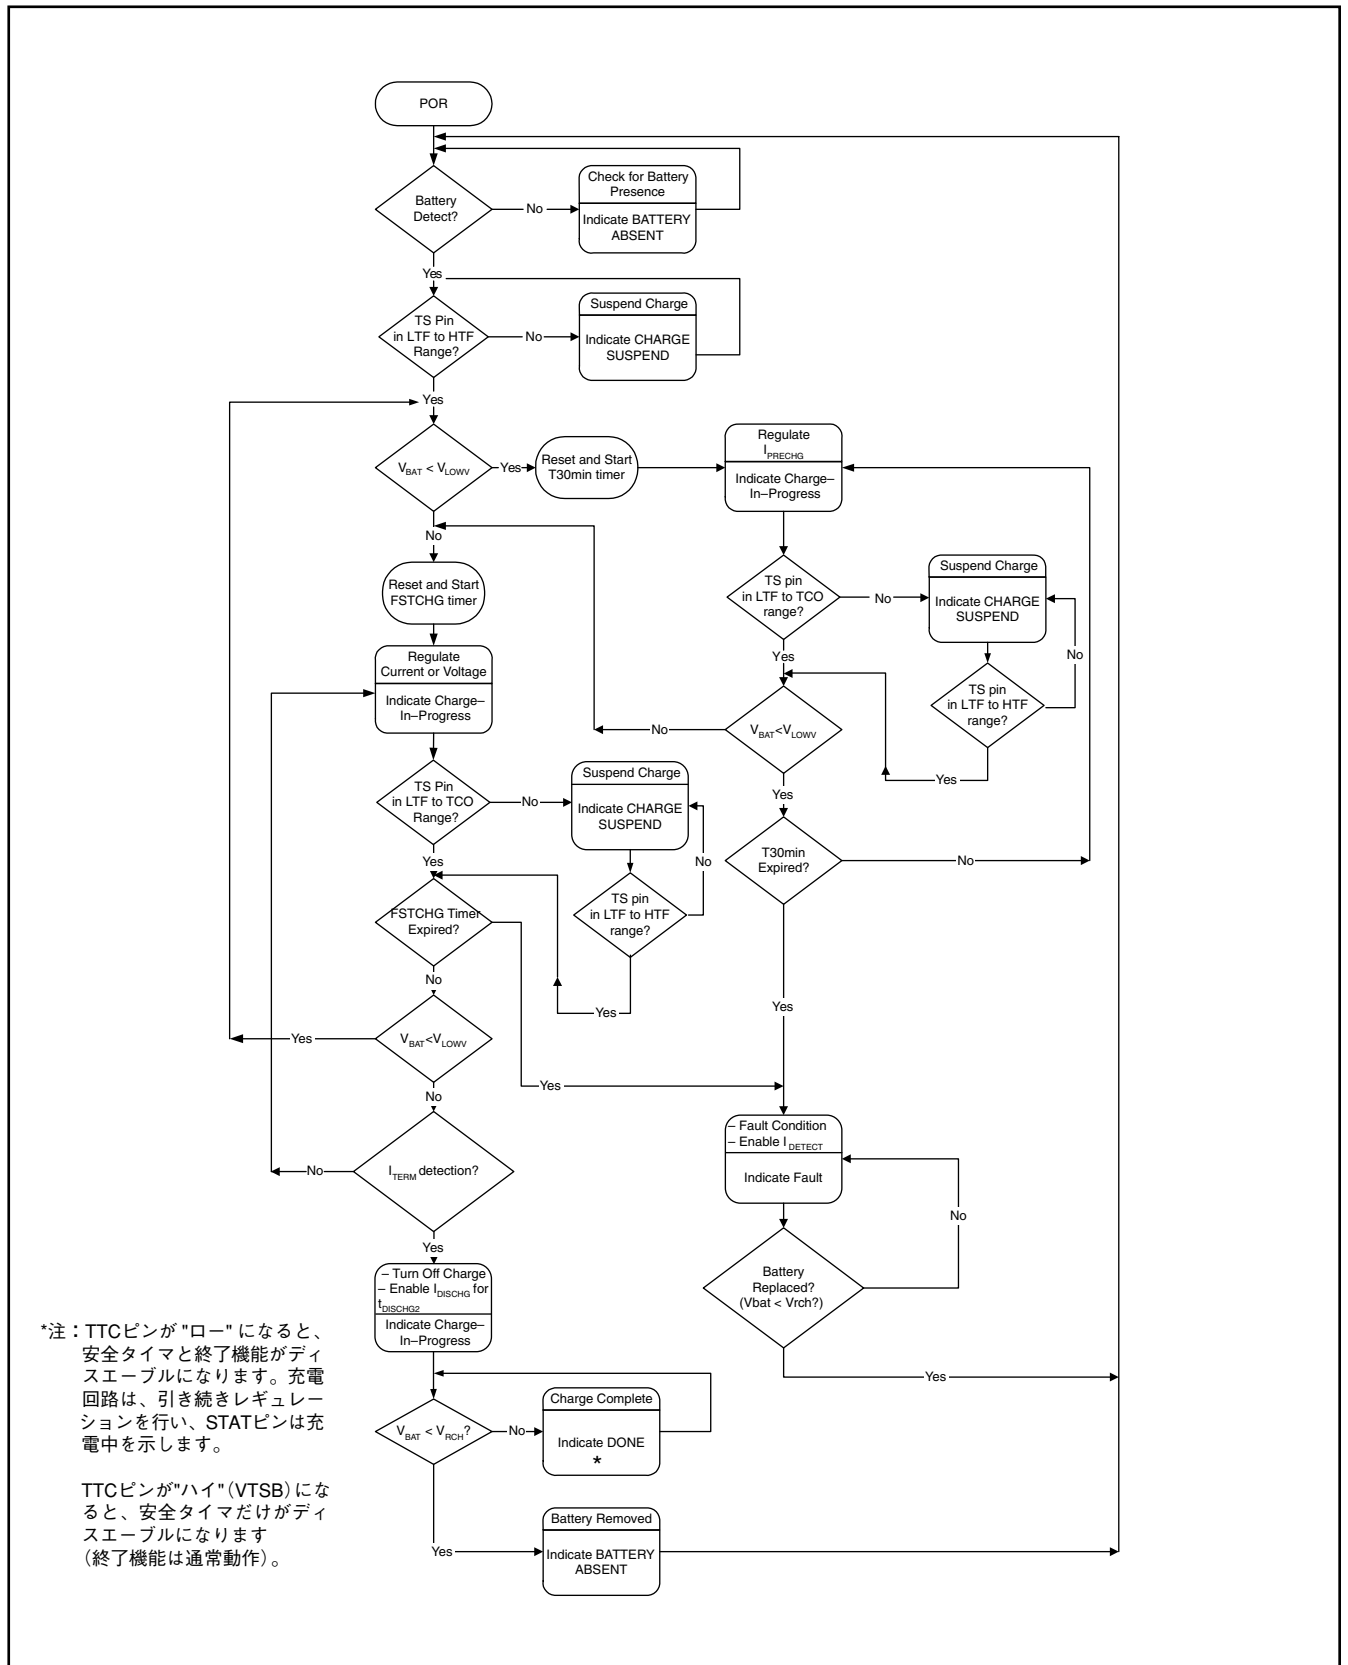 POR
Battery
Detect?
No
Check for Battery
Presence
Indicate BATTERY
ABSENT
Yes
TS Pin
in LTF to HTF
Range?
No
Suspend Charge
Indicate CHARGE
SUSPEND
Yes
VBAT < VLOWV
Yes
Reset and Start
T30min timer
Regulate
IPRECHG
Indicate Charge–
In–Progress
No
Reset and Start
FSTCHG timer
TS pin
in LTF to TCO
range?
No
Suspend Charge
Indicate CHARGE
SUSPEND
No
TS pin
in LTF to HTF
range?
Yes
Yes
Regulate
Current or Voltage
Indicate Charge–
In–Progress
VBAT<VLOWV
No
Yes
TS Pin
in LTF to TCO
Range?
No
Suspend Charge
Indicate CHARGE
SUSPEND
No
TS pin
in LTF to HTF
range?
Yes
Yes
T30min
Expired?
No
Yes
FSTCHG Timer
Expired?
No
Yes
VBAT<VLOWV
Yes
No
– Fault Condition
– Enable IDETECT
Indicate Fault
No
ITERM detection?
No
Yes
Battery
Replaced?
(Vbat < Vrch?)
Yes
– Turn Off Charge
– Enable IDISCHG for
tDISCHG2
Indicate Charge–
In–Progress
VBAT < VRCH?
No
Charge Complete
Indicate DONE
*
Yes
Battery Removed
Indicate BATTERY
ABSENT
*注：TTCピンが "ロー" になると、
安全タイマと終了機能がディ
スエーブルになります。充電
回路は、引き続きレギュレー
ションを行い、STATピンは充
電中を示します。
TTCピンが"ハイ"（VTSB）にな
ると、安全タイマだけがディ
スエーブルになります
（終了機能は通常動作）。